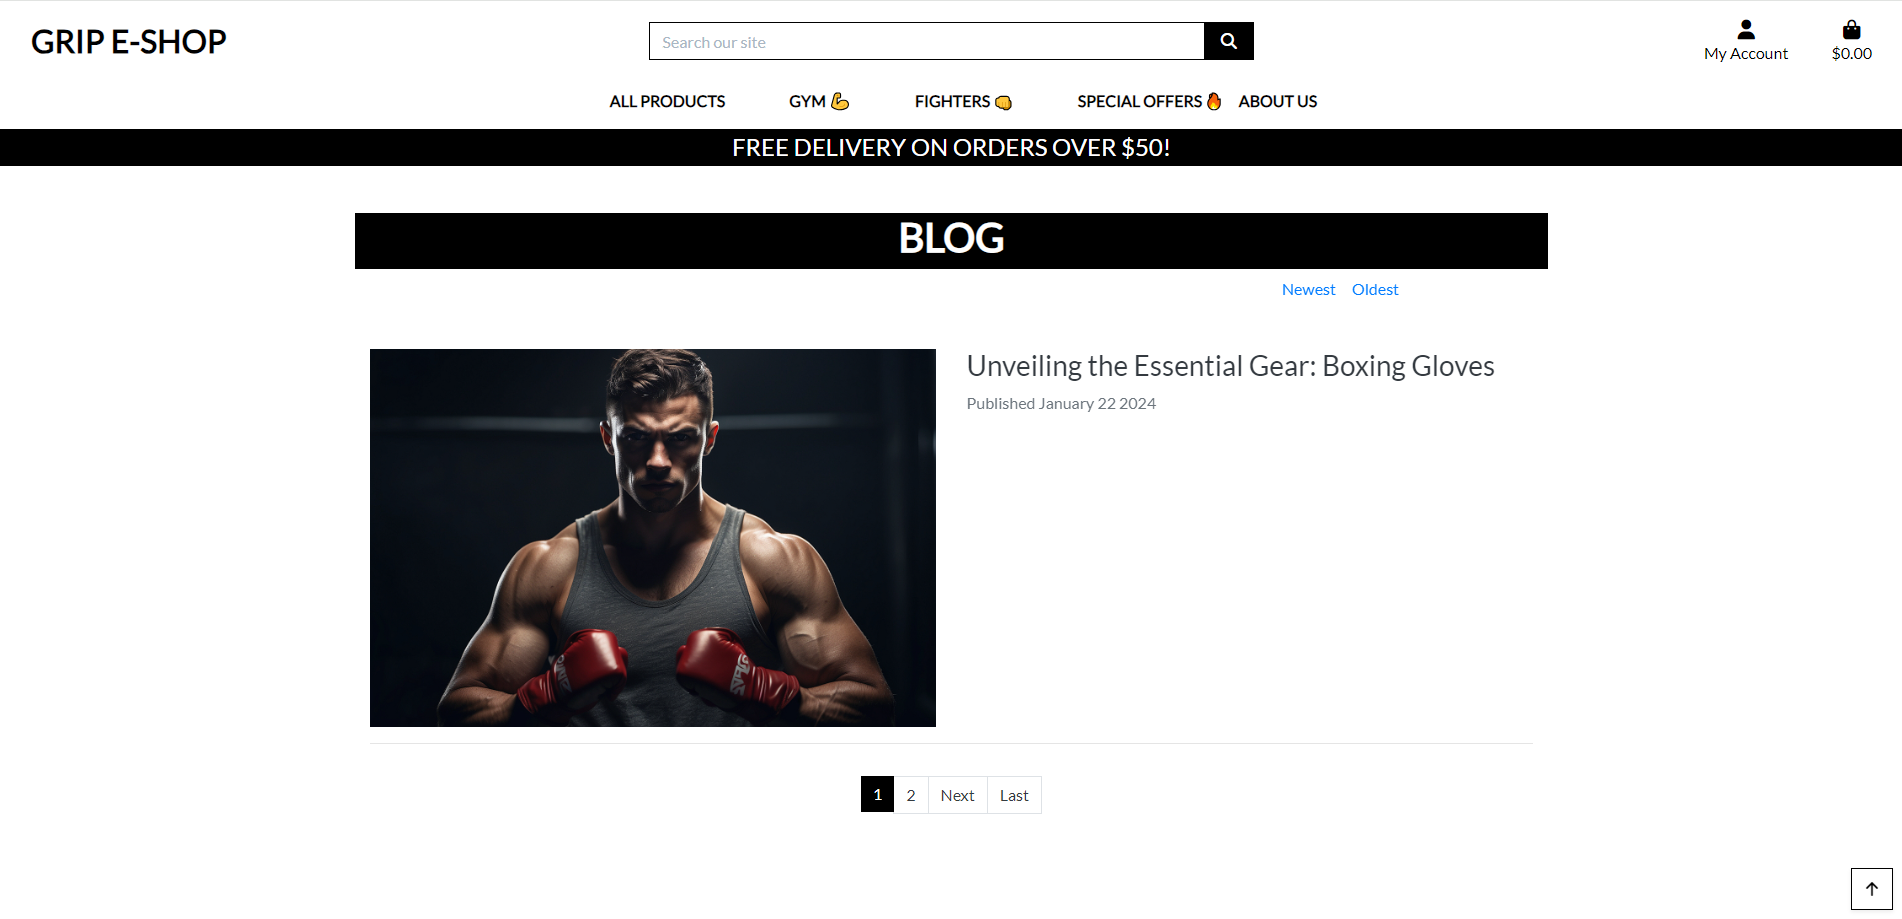 GRIP E-SHOP
Search our site
My Account
$0.00
ALL PRODUCTS
GYM 💪
FIGHTERS 👊
SPECIAL OFFERS 🔥
ABOUT US
FREE DELIVERY ON ORDERS OVER $50!
BLOG
Newest
Oldest
Unveiling the Essential Gear: Boxing Gloves
Published January 22 2024
1
2
Next
Last